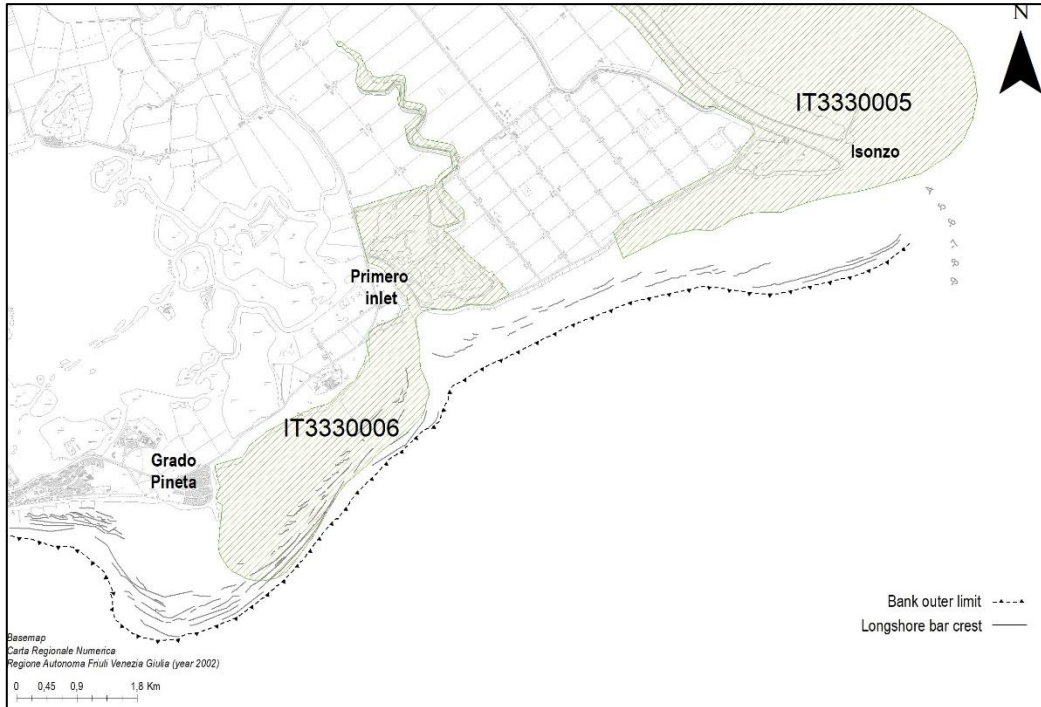 N
IT3330005
Isonzo
Primero
inlet
IT3330006
Grado
Pineta
Bank outer limit
Longshore bar crest
Basemap
Carta Regionale Numerica
Regione Autonoma Friuli Venezia Giulia (year 2002)
0 0,45 0,9 1,8 Km